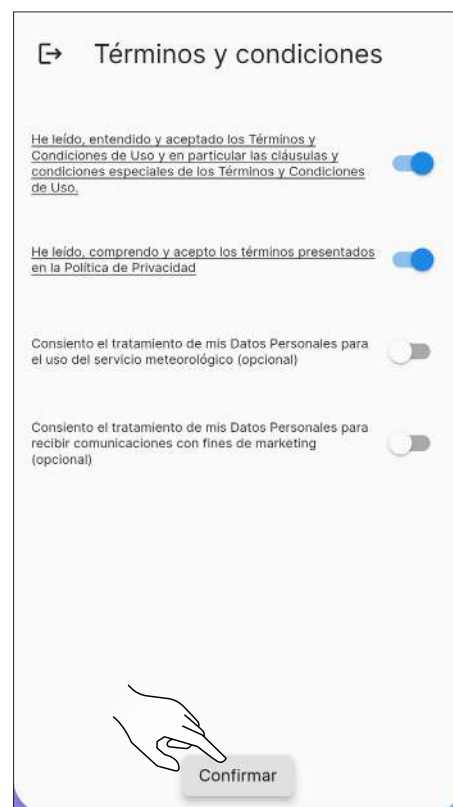 Términos y condiciones
He leído, entendido y aceptado los Términos y
Condiciones de Uso y en particular las cláusulas y
condiciones especiales de los Términos y Condiciones
de Uso.
He leído, comprendo y acepto los términos presentados
en la Política de Privacidad
Consiento el tratamiento de mis Datos Personales para
el uso del servicio meteorológico (opcional)
Consiento el tratamiento de mis Datos Personales para
recibir comunicaciones con fines de marketing
(opcional)
Confirmar